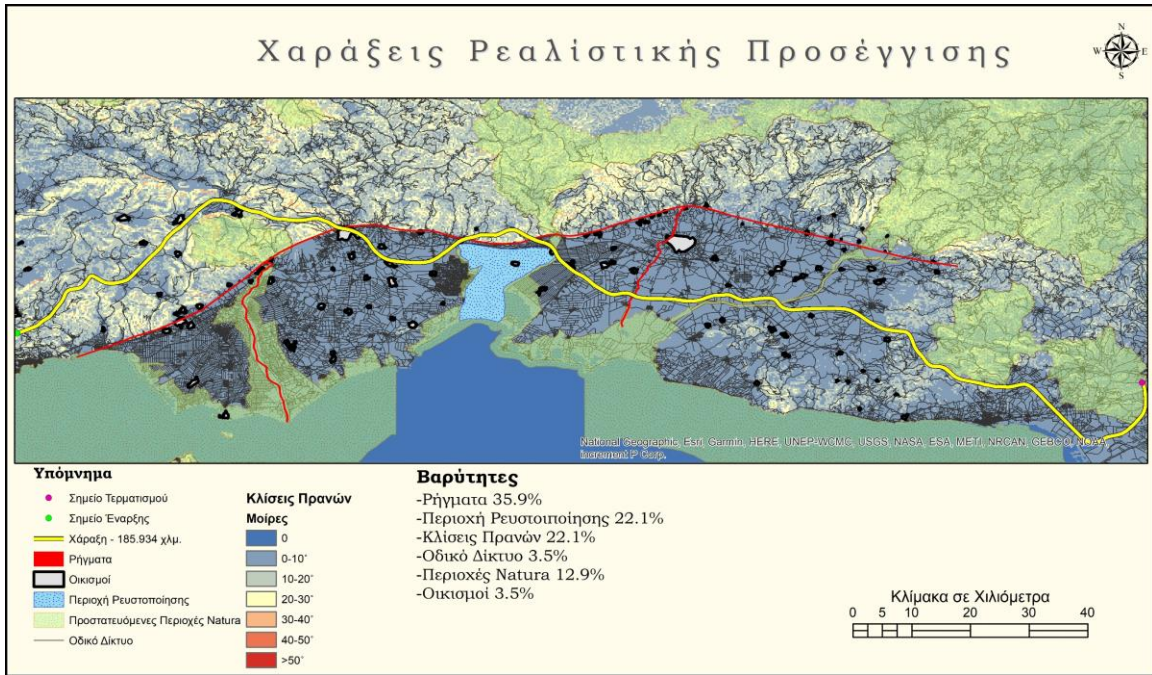 Χαράξεις Ρεαλιστικής Προσέγγισης
N
W E
S
National Geographic, Esri, Garmin, HERE, UNEP-WCMC, USGS, NASA, ESA, METI, NRCAN, GEBCO, NOAA,
increment P Corp.
Υπόμνημα
Σημείο Τερματισμού
Σημείο Έναρξης
Χάραξη - 185.934 χλμ.
Ρήγματα
Οικισμοί
Περιοχή Ρευστοποίησης
Προστατευόμενες Περιοχές Natura
Οδικό Δίκτυο
Κλίσεις Πρανών
Μοίρες
0
0-10°
10-20°
20-30°
30-40°
40-50°
>50°
Βαρύτητες
-Ρήγματα 35.9%
-Περιοχή Ρευστοιποίησης 22.1%
-Κλίσεις Πρανών 22.1%
-Οδικό Δίκτυο 3.5%
-Περιοχές Natura 12.9%
-Οικισμοί 3.5%
Κλίμακα σε Χιλιόμετρα
0 5 10 20 30 40